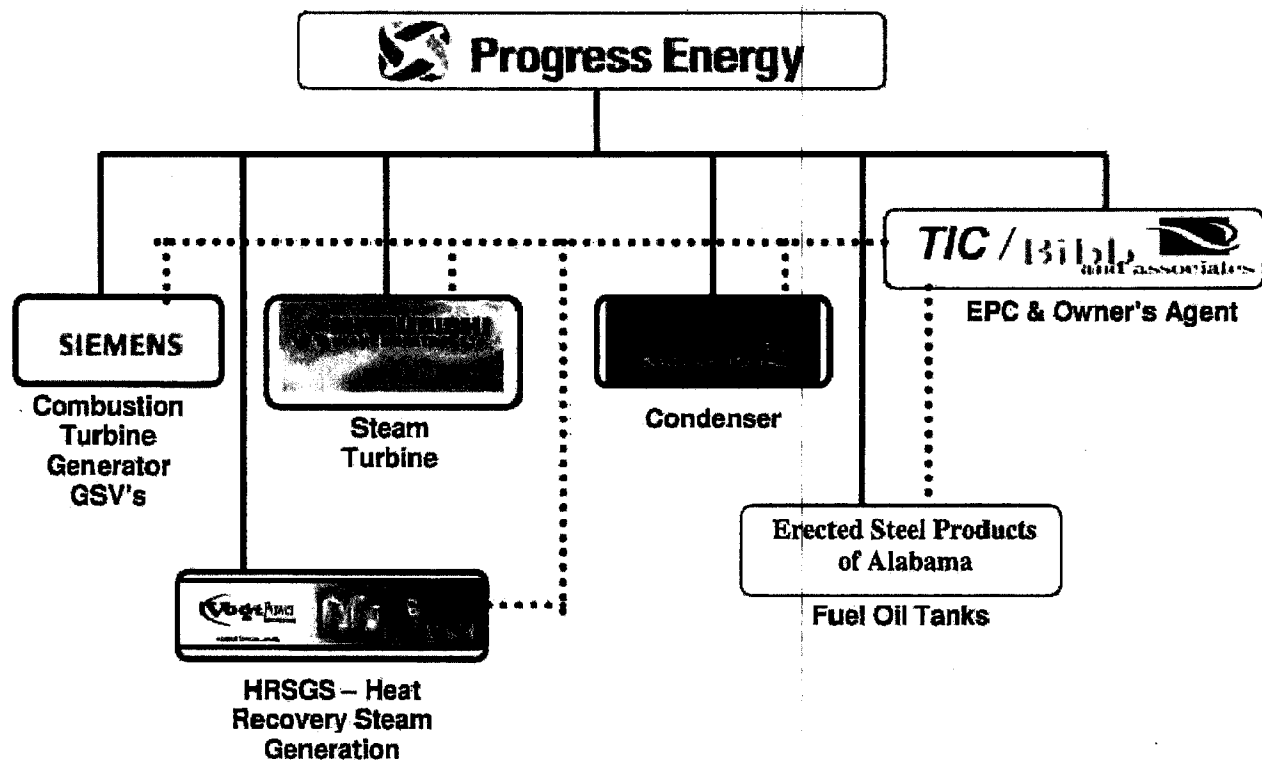 Progress Energy
TIC / Bibb
and associates
EPC & Owner's Agent
SIEMENS
Combustion
Turbine
Generator
GSV's
Steam
Turbine
Condenser
Erected Steel Products
of Alabama
Fuel Oil Tanks
Vogt Power
HRSGS – Heat
Recovery Steam
Generation